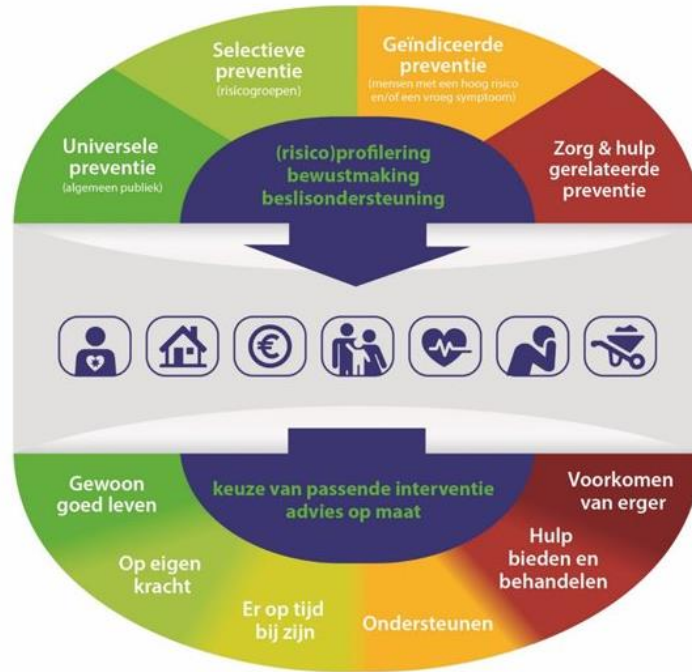 Universele
preventie
(algemeen publiek)
Selectieve
preventie
(risicogroepen)
Geïndiceerde
preventie
(mensen met een hoog risico
en/of een vroeg symptoom)
Zorg & hulp
gerelateerde
preventie
(risico)profilering
bewustmaking
beslisondersteuning
€
keuze van passende interventie
advies op maat
Gewoon
goed leven
Op eigen
kracht
Er op tijd
bij zijn
Ondersteunen
Hulp
bieden en
behandelen
Voorkomen
van erger